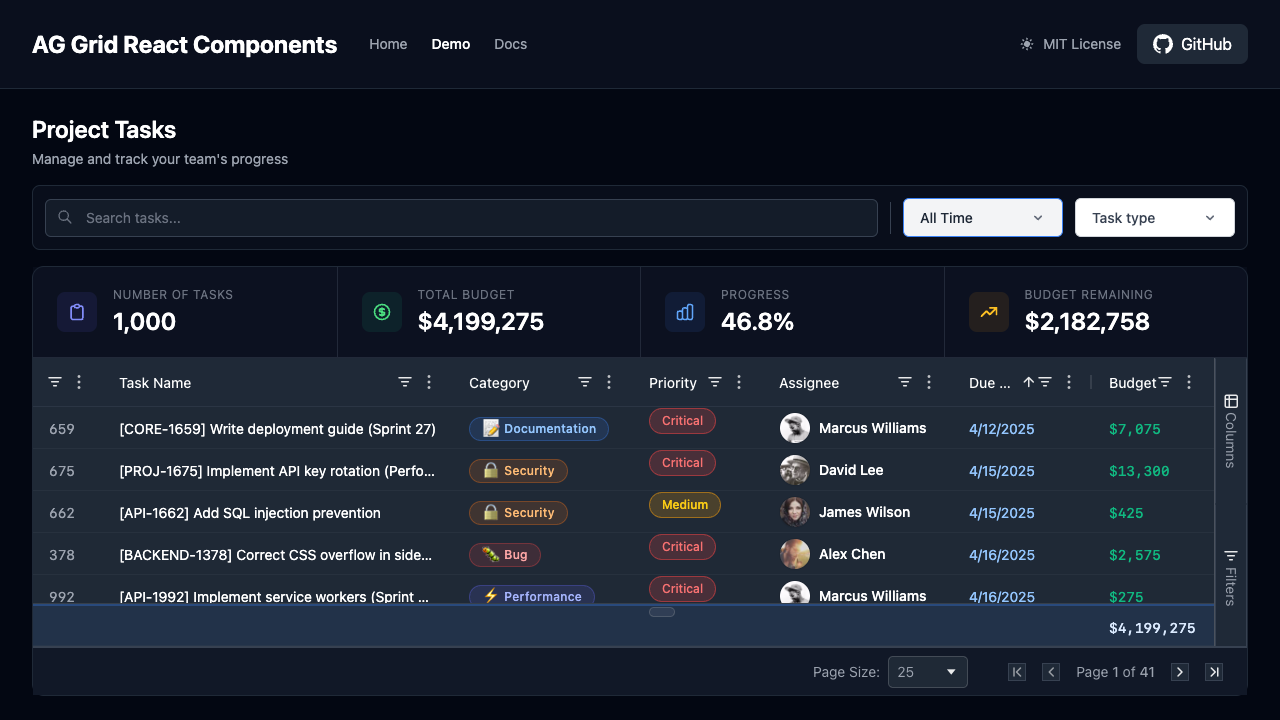 AG Grid React Components
Home Demo Docs
MIT License
GitHub
Project Tasks
Manage and track your team's progress
Search tasks...
All Time
Task type
NUMBER OF TASKS
1,000
TOTAL BUDGET
$4,199,275
PROGRESS
46.8%
BUDGET REMAINING
$2,182,758
Task Name Category Priority Assignee Due ... Budget
659 [CORE-1659] Write deployment guide (Sprint 27) Documentation Critical Marcus Williams 4/12/2025 $7,075
675 [PROJ-1675] Implement API key rotation (Perfo... Security Critical David Lee 4/15/2025 $13,300
662 [API-1662] Add SQL injection prevention Security Medium James Wilson 4/15/2025 $425
378 [BACKEND-1378] Correct CSS overflow in side... Bug Critical Alex Chen 4/16/2025 $2,575
992 [API-1992] Implement service workers (Sprint ... Performance Critical Marcus Williams 4/16/2025 $275
$4,199,275
Columns
Filters
Page Size: 25
Page 1 of 41